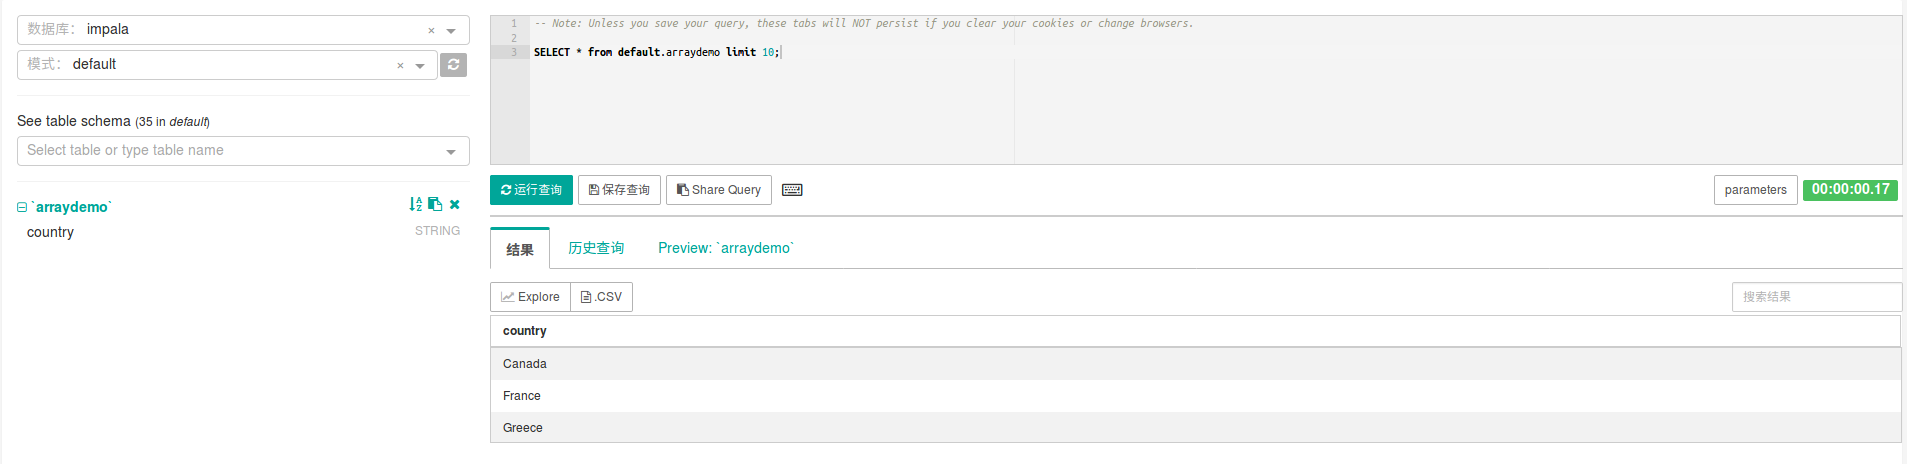 数据库： impala × 
模式： default ×
See table schema (35 in default)
Select table or type table name
`arraydemo`
country STRING
1 -- Note: Unless you save your query, these tabs will NOT persist if you clear your cookies or change browsers.
2
3 SELECT * from default.arraydemo limit 10;
运行查询 保存查询 Share Query parameters 00:00:00.17
结果 历史查询 Preview: `arraydemo`
Explore .CSV 搜索结果
country
Canada
France
Greece